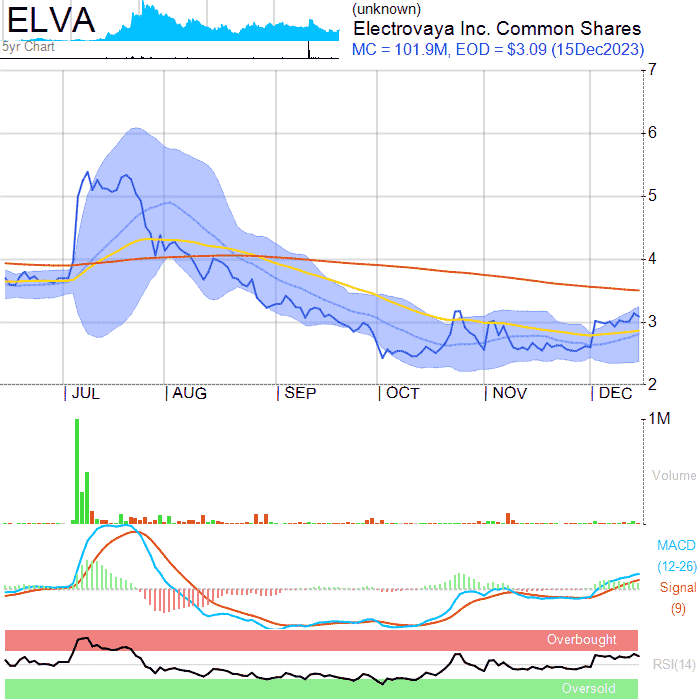 ELVA
5yr Chart
(unknown)
Electrovaya Inc. Common Shares
MC = 101.9M, EOD = $3.09 (15Dec2023)
7
6
5
4
3
2
JUL AUG SEP OCT NOV DEC
1M
Volume
MACD
(12-26)
Signal
(9)
Overbought
RSI(14)
Oversold